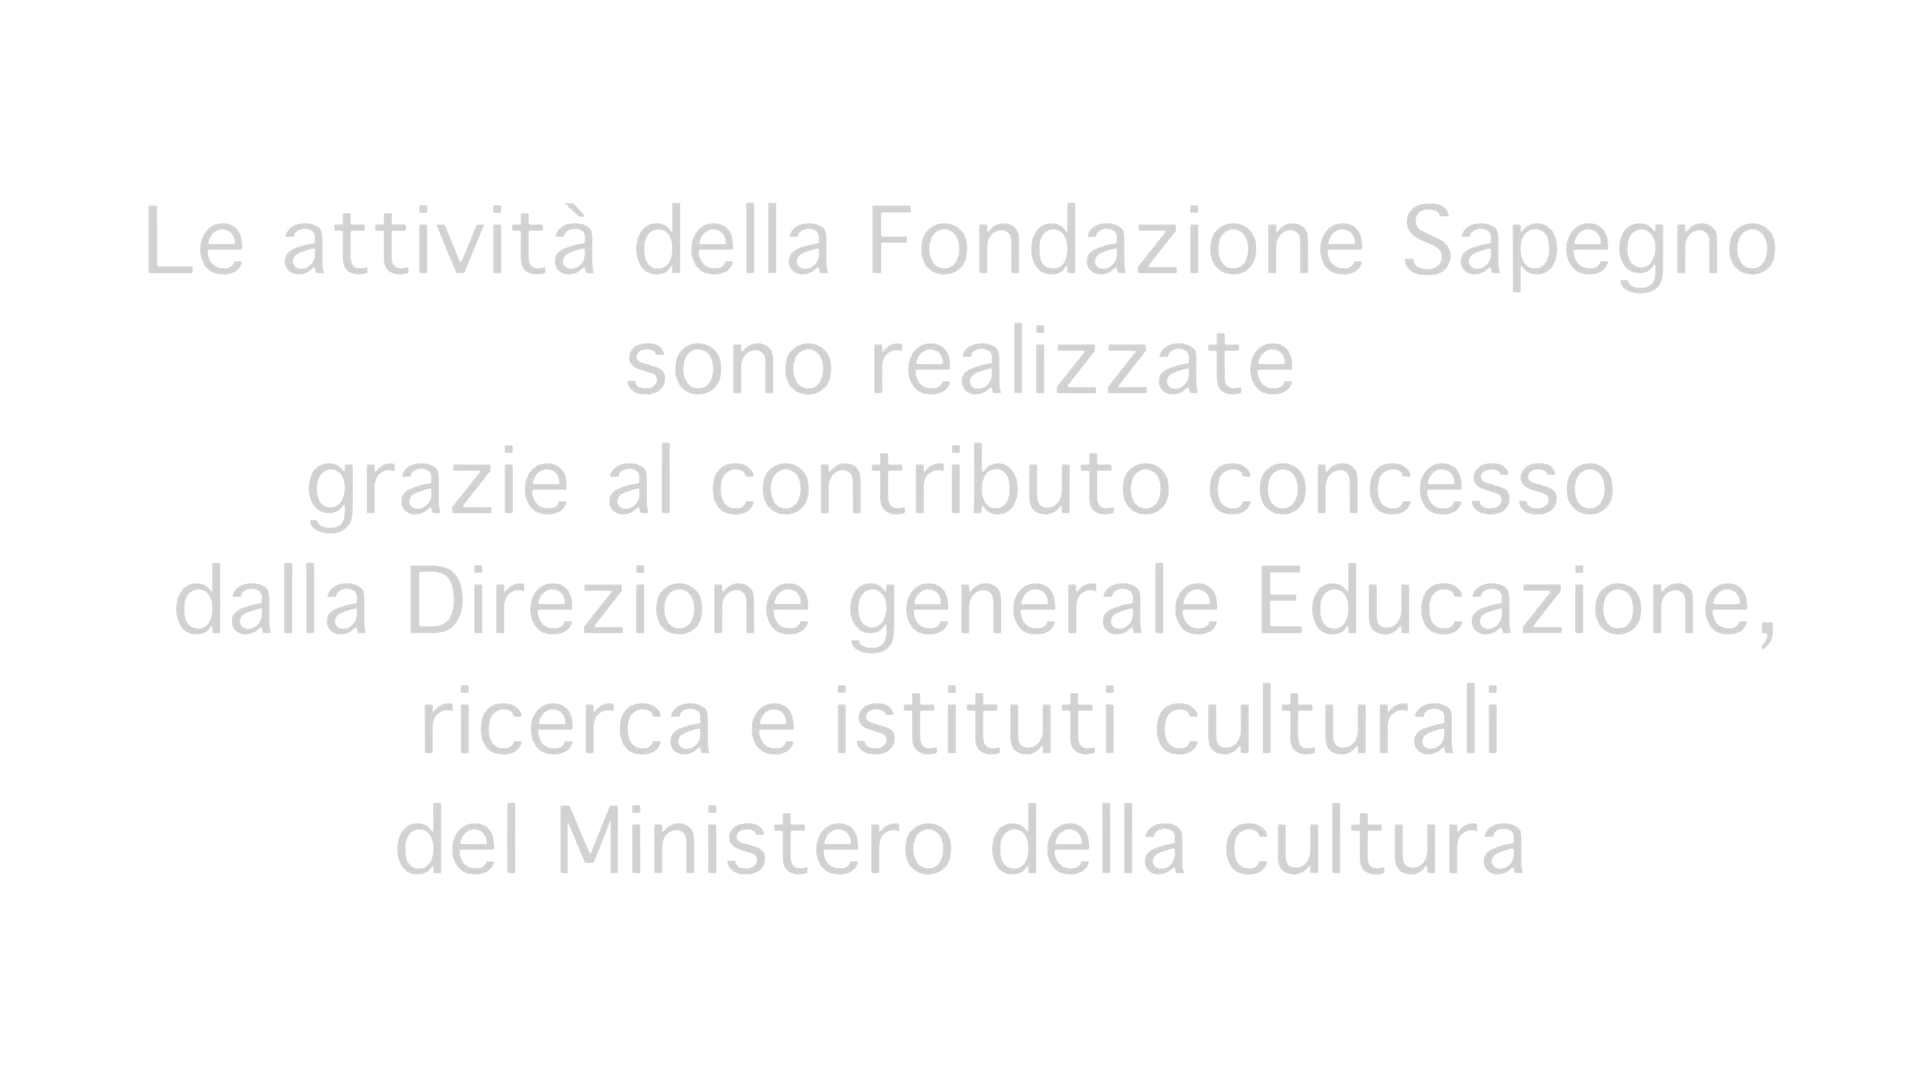 Le attività della Fondazione Sapegno
sono realizzate
grazie al contributo concesso
dalla Direzione generale Educazione,
ricerca e istituti culturali
del Ministero della cultura